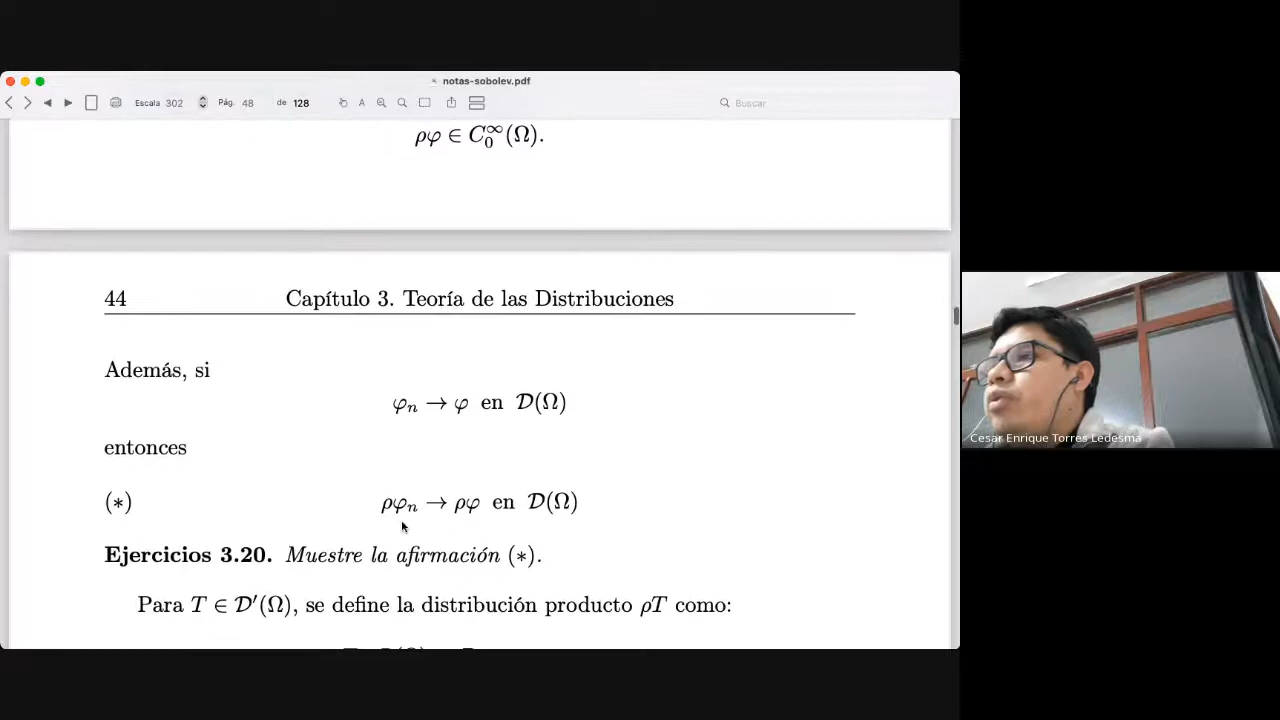 notas-sobolev.pdf
Escala 302 Pág. 48 de 128 Buscar
ρφ ∈ C₀^∞(Ω).
44 Capítulo 3. Teoría de las Distribuciones
Además, si
φₙ → φ en 𝒟(Ω)
entonces
(∗) ρφₙ → ρφ en 𝒟(Ω)
Ejercicios 3.20. Muestre la afirmación (∗).
Para T ∈ 𝒟′(Ω), se define la distribución producto ρT como:
Cesar Enrique Torres Ledesma